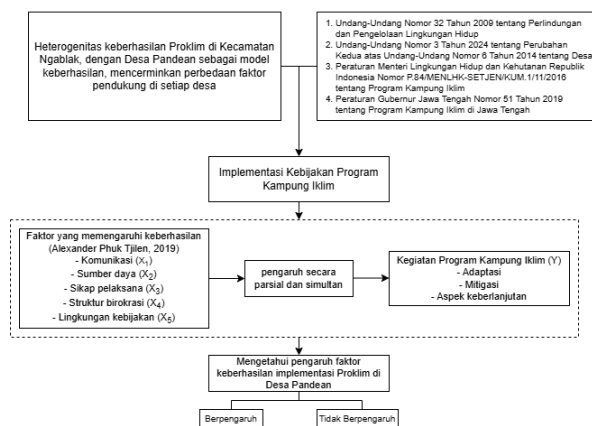 Heterogenitas keberhasilan Proklim di Kecamatan
Ngablak, dengan Desa Pandean sebagai model
keberhasilan, mencerminkan perbedaan faktor
pendukung di setiap desa
1. Undang-Undang Nomor 32 Tahun 2009 tentang Perlindungan
dan Pengelolaan Lingkungan Hidup
2. Undang-Undang Nomor 3 Tahun 2024 tentang Perubahan
Kedua atas Undang-Undang Nomor 6 Tahun 2014 tentang Desa
3. Peraturan Menteri Lingkungan Hidup dan Kehutanan Republik
Indonesia Nomor P.84/MENLHK-SETJEN/KUM.1/11/2016
tentang Program Kampung Iklim
4. Peraturan Gubernur Jawa Tengah Nomor 51 Tahun 2019
tentang Program Kampung Iklim di Jawa Tengah
Implementasi Kebijakan Program
Kampung Iklim
Faktor yang memengaruhi keberhasilan
(Alexander Phuk Tjilen, 2019)
- Komunikasi (X₁)
- Sumber daya (X₂)
- Sikap pelaksana (X₃)
- Struktur birokrasi (X₄)
- Lingkungan kebijakan (X₅)
pengaruh secara
parsial dan simultan
Kegiatan Program Kampung Iklim (Y)
- Adaptasi
- Mitigasi
- Aspek keberlanjutan
Mengetahui pengaruh faktor
keberhasilan implementasi Proklim di
Desa Pandean
Berpengaruh
Tidak Berpengaruh